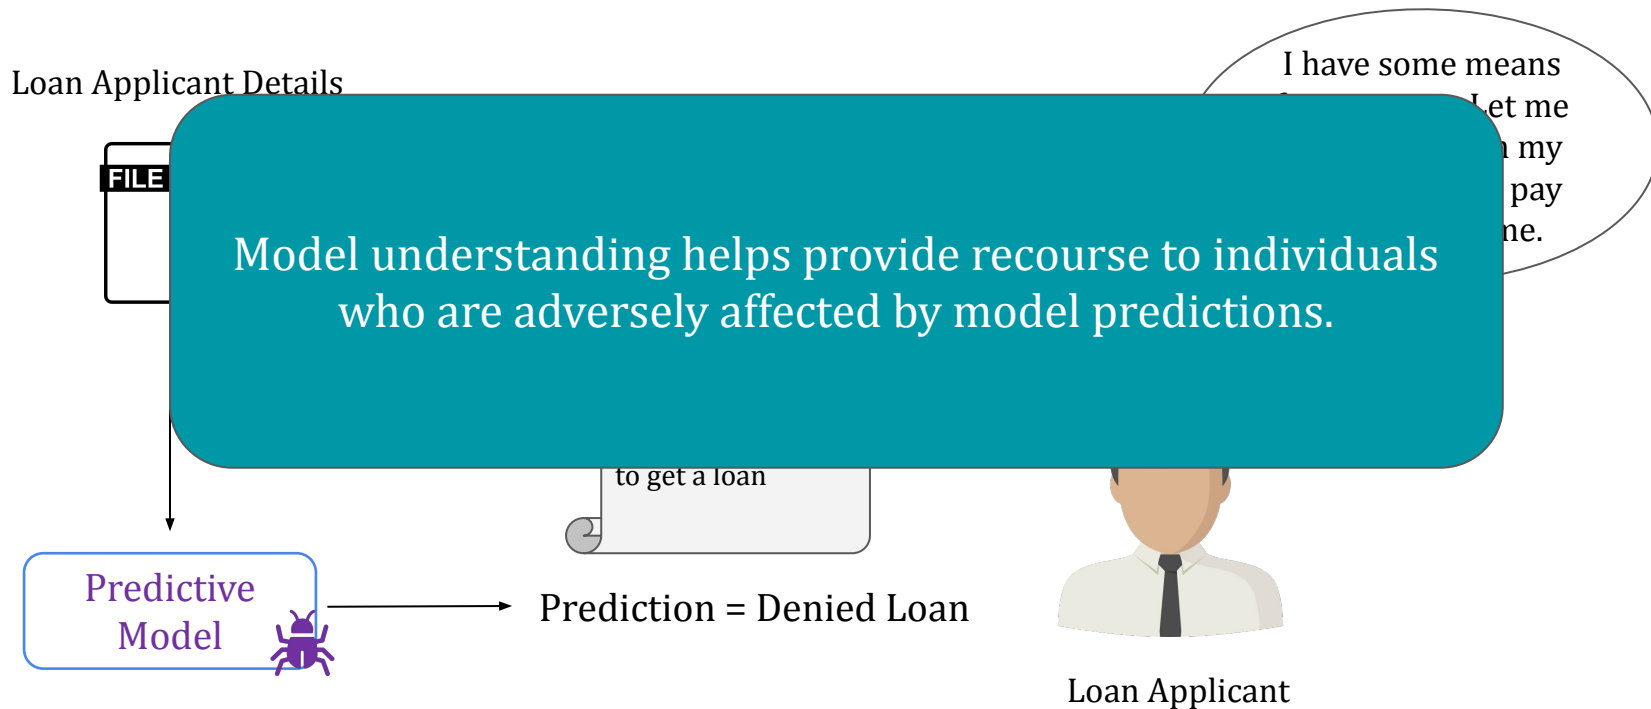 Loan Applicant Details
I have some means
Let me
my
pay
FILE
Model understanding helps provide recourse to individuals
who are adversely affected by model predictions.
to get a loan
Predictive
Model
Prediction = Denied Loan
Loan Applicant